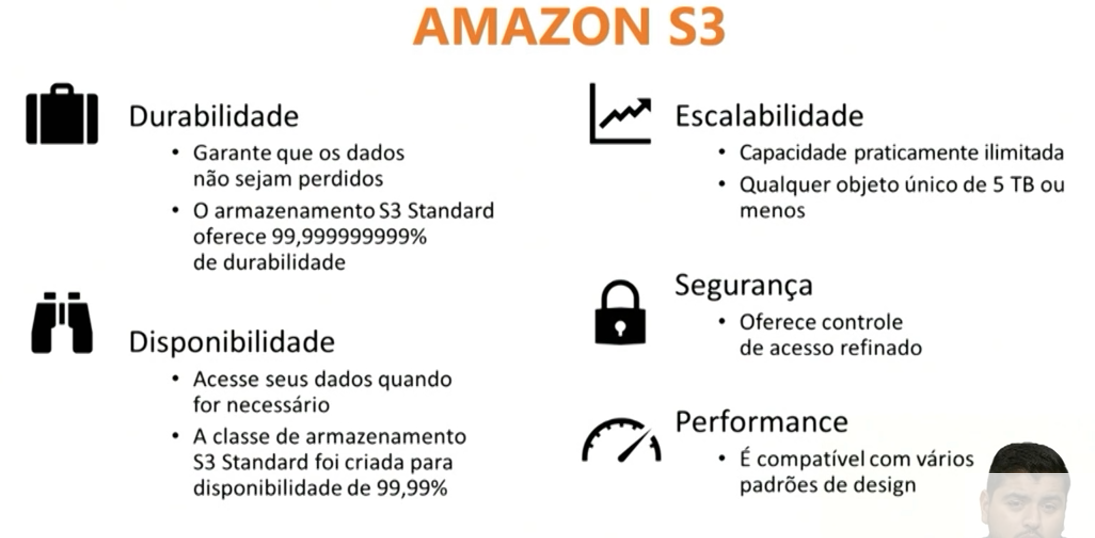 AMAZON S3
Durabilidade
• Garante que os dados
não sejam perdidos
• O armazenamento S3 Standard
oferece 99,999999999%
de durabilidade
Disponibilidade
• Acesse seus dados quando
for necessário
• A classe de armazenamento
S3 Standard foi criada para
disponibilidade de 99,99%
Escalabilidade
• Capacidade praticamente ilimitada
• Qualquer objeto único de 5 TB ou
menos
Segurança
• Oferece controle
de acesso refinado
Performance
• É compatível com vários
padrões de design